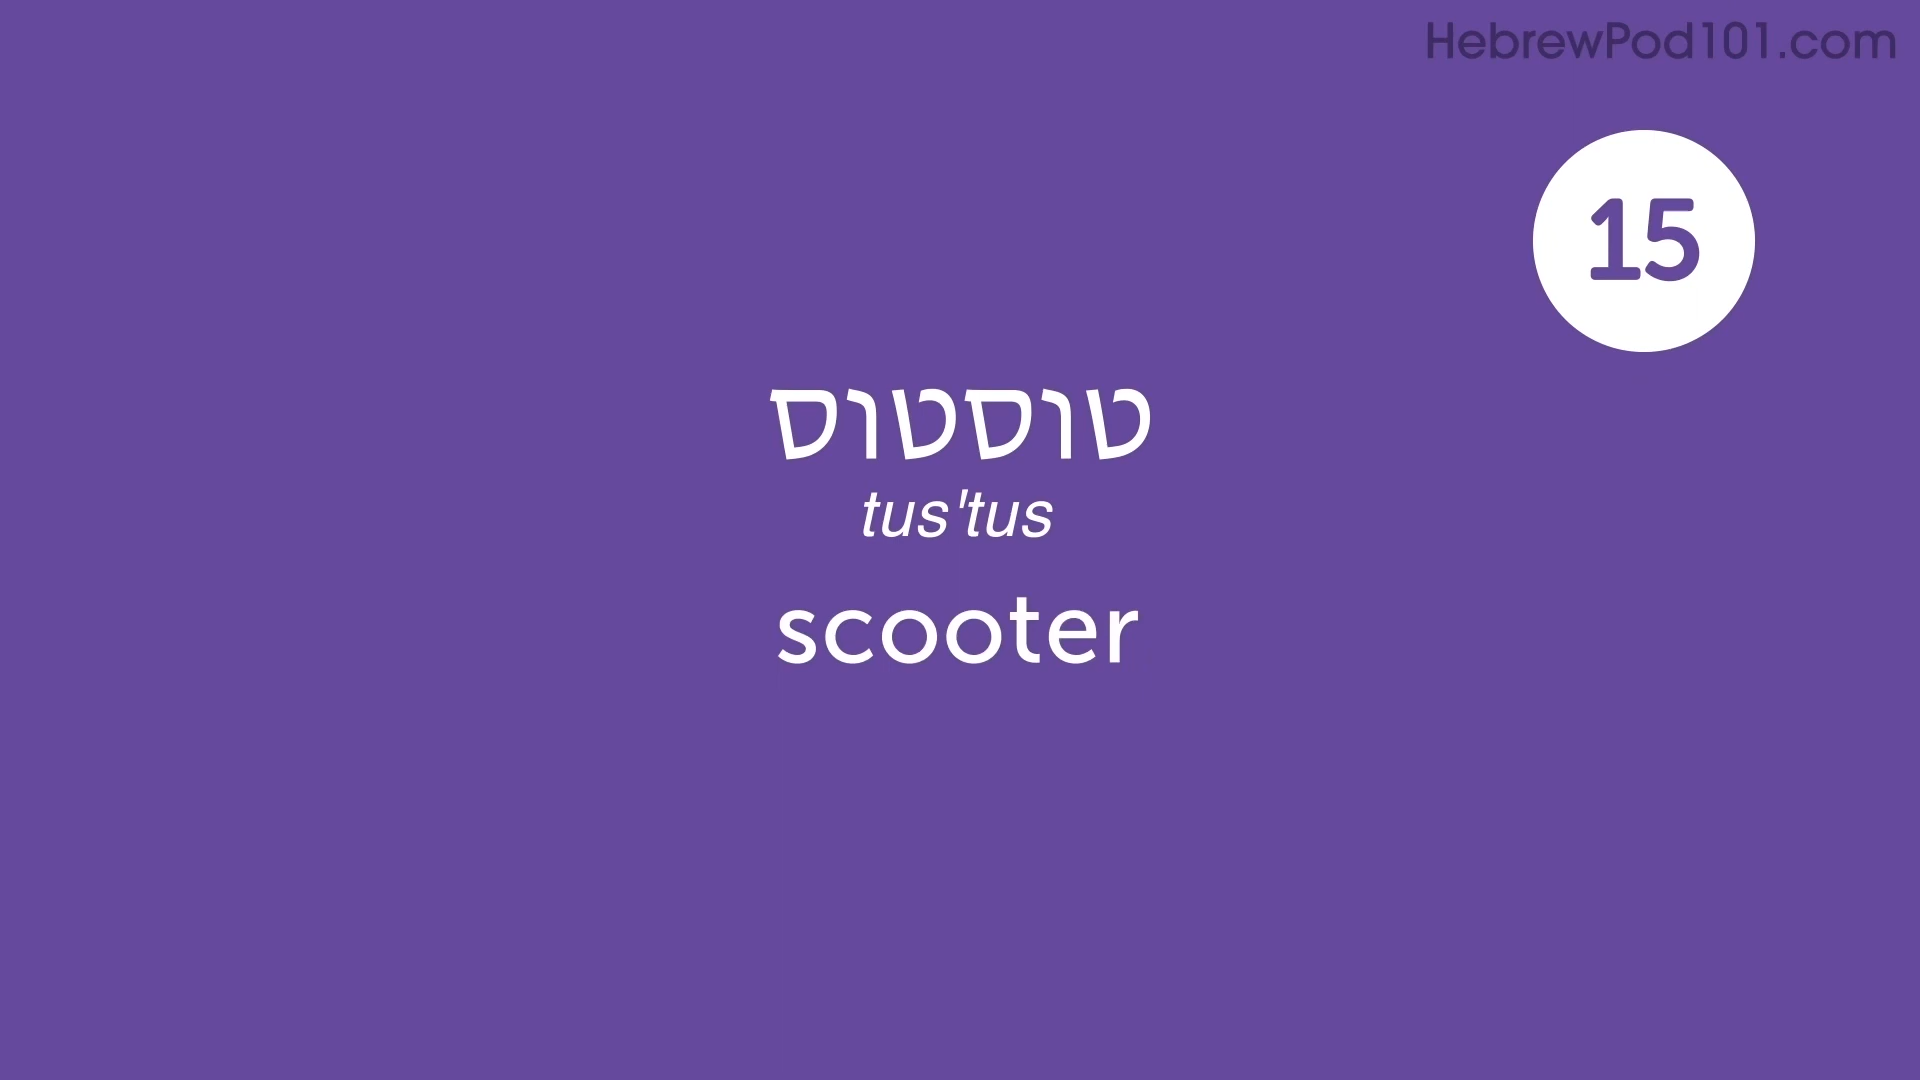 HebrewPod101.com
15
טוסטוס
tus'tus
scooter